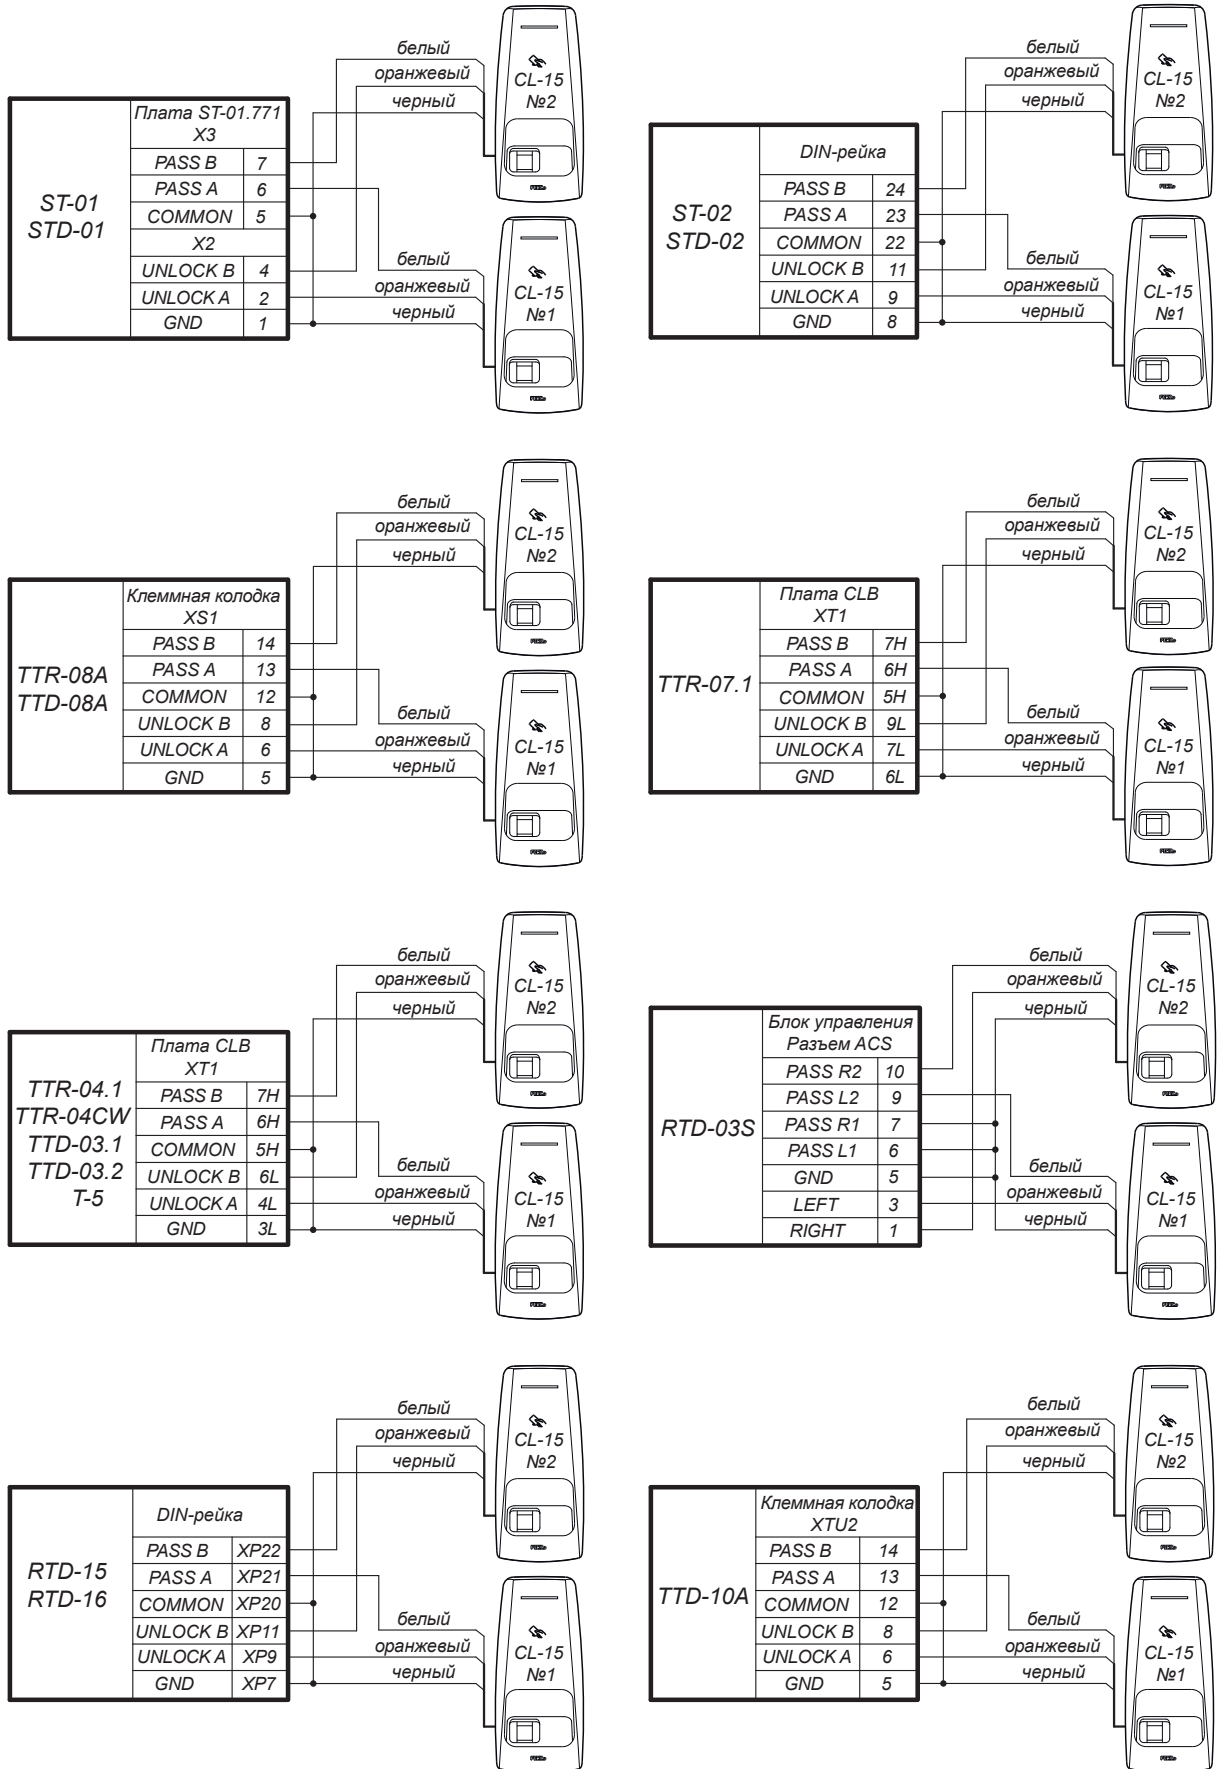 белый
оранжевый
черный
CL-15
№2
Плата ST-01.771
X3
PASS B 7
PASS A 6
COMMON 5
X2
UNLOCK B 4
UNLOCK A 2
GND 1
ST-01
STD-01
белый
оранжевый
черный
CL-15
№1
белый
оранжевый
черный
CL-15
№2
DIN-рейка
PASS B 24
PASS A 23
COMMON 22
UNLOCK B 11
UNLOCK A 9
GND 8
ST-02
STD-02
белый
оранжевый
черный
CL-15
№1
белый
оранжевый
черный
CL-15
№2
Клеммная колодка
XS1
PASS B 14
PASS A 13
COMMON 12
UNLOCK B 8
UNLOCK A 6
GND 5
TTR-08A
TTD-08A
белый
оранжевый
черный
CL-15
№1
белый
оранжевый
черный
CL-15
№2
Плата CLB
XT1
PASS B 7H
PASS A 6H
COMMON 5H
UNLOCK B 9L
UNLOCK A 7L
GND 6L
TTR-07.1
белый
оранжевый
черный
CL-15
№1
белый
оранжевый
черный
CL-15
№2
Плата CLB
XT1
PASS B 7H
PASS A 6H
COMMON 5H
UNLOCK B 6L
UNLOCK A 4L
GND 3L
TTR-04.1
TTR-04CW
TTD-03.1
TTD-03.2
T-5
белый
оранжевый
черный
CL-15
№1
белый
оранжевый
черный
CL-15
№2
Блок управления
Разъем ACS
PASS R2 10
PASS L2 9
PASS R1 7
PASS L1 6
GND 5
LEFT 3
RIGHT 1
RTD-03S
белый
оранжевый
черный
CL-15
№1
белый
оранжевый
черный
CL-15
№2
DIN-рейка
PASS B XP22
PASS A XP21
COMMON XP20
UNLOCK B XP11
UNLOCK A XP9
GND XP7
RTD-15
RTD-16
белый
оранжевый
черный
CL-15
№1
белый
оранжевый
черный
CL-15
№2
Клеммная колодка
XTU2
PASS B 14
PASS A 13
COMMON 12
UNLOCK B 8
UNLOCK A 6
GND 5
TTD-10A
белый
оранжевый
черный
CL-15
№1